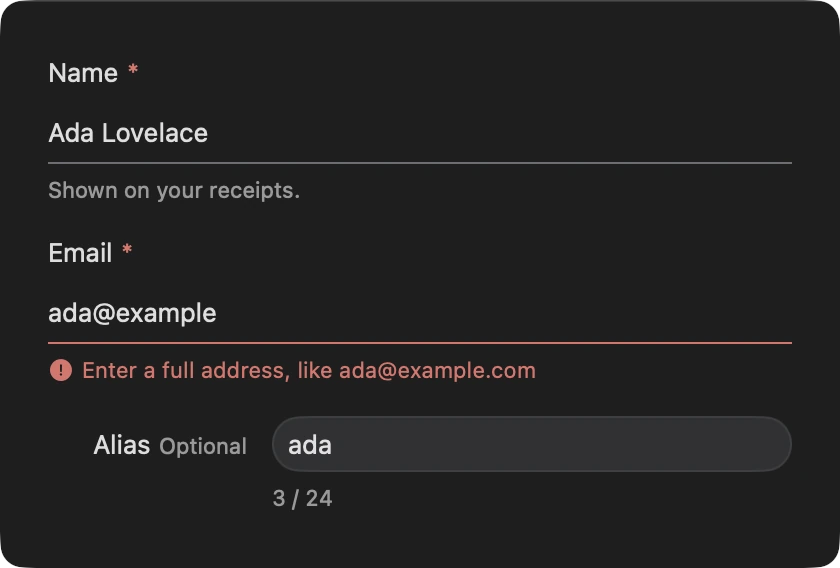 Name *
Ada Lovelace
Shown on your receipts.
Email *
ada@example
! Enter a full address, like ada@example.com
Alias Optional ada
3 / 24